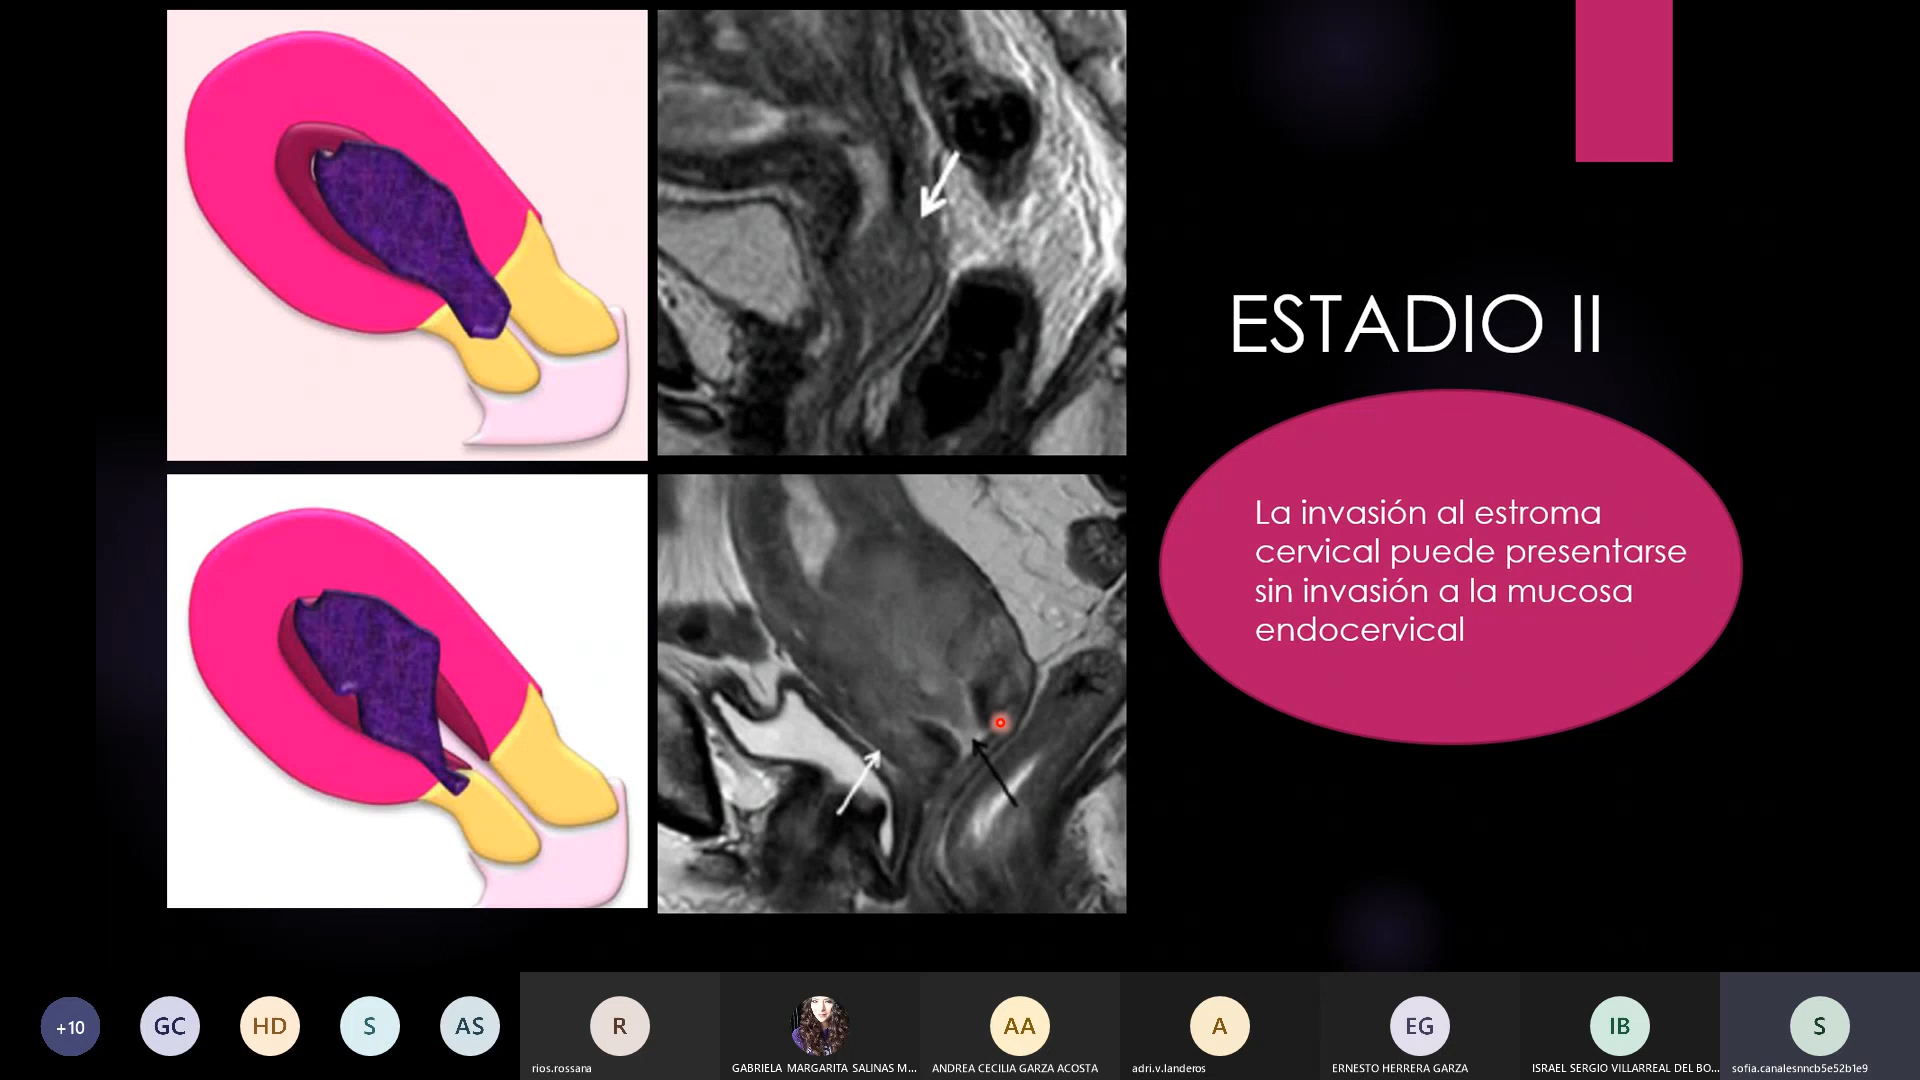 ESTADIO II
La invasión al estroma
cervical puede presentarse
sin invasión a la mucosa
endocervical
+10
GC
HD
S
AS
R
AA
A
EG
IB
S
rios.rossana
GABRIELA MARGARITA SALINAS M...
ANDREA CECILIA GARZA ACOSTA
adri.v.landeros
ERNESTO HERRERA GARZA
ISRAEL SERGIO VILLARREAL DEL BO...
sofia.canalesnncb5e52b1e9